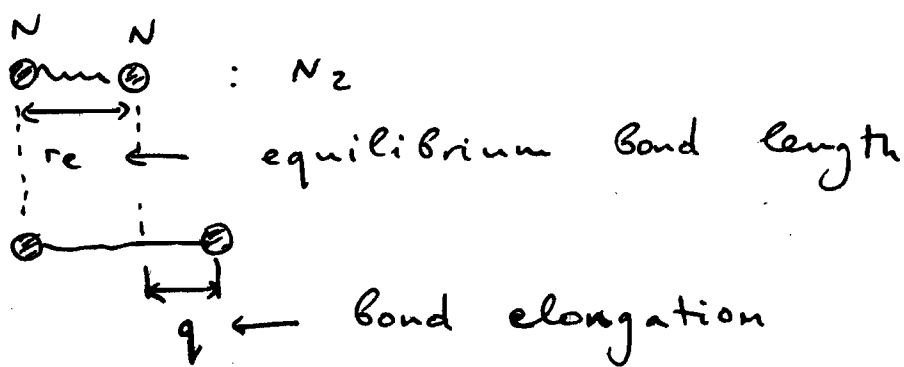 N N
: N2
re ← equilibrium bond length
q ← bond elongation